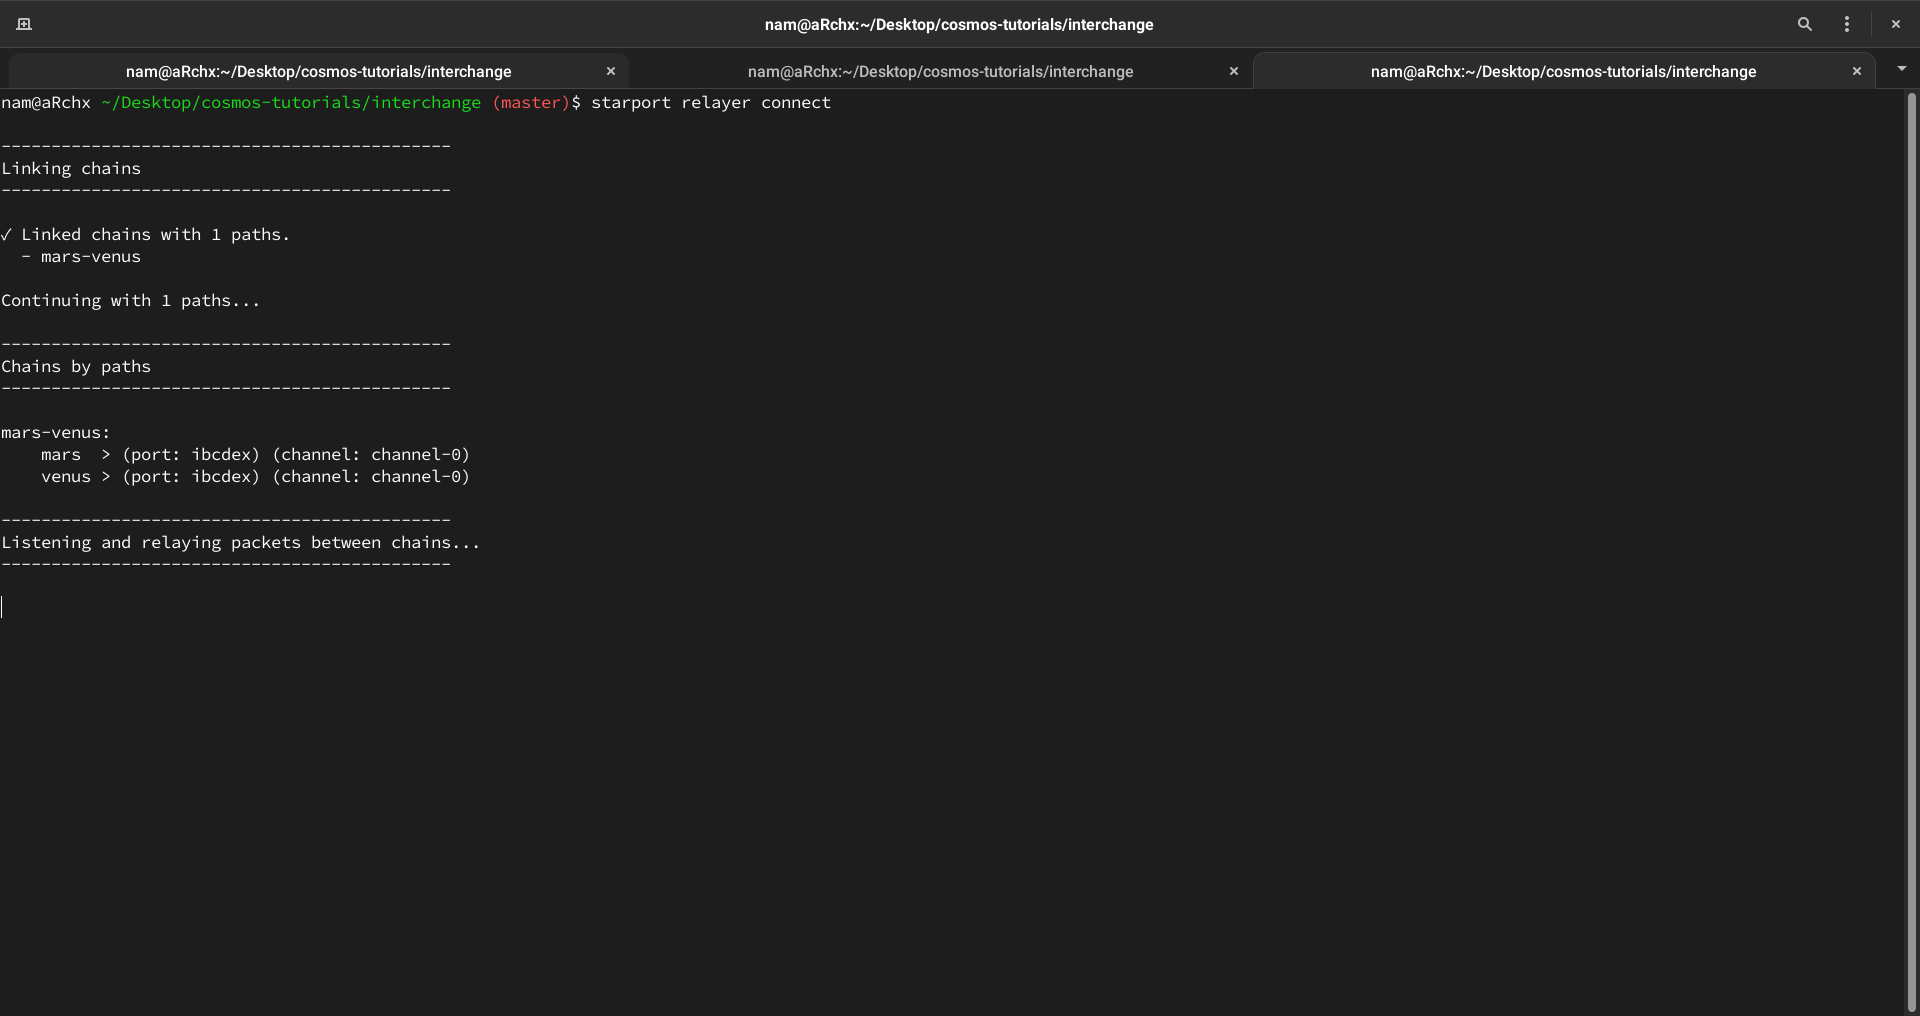 nam@aRchx:~/Desktop/cosmos-tutorials/interchange
nam@aRchx:~/Desktop/cosmos-tutorials/interchange
nam@aRchx:~/Desktop/cosmos-tutorials/interchange
nam@aRchx:~/Desktop/cosmos-tutorials/interchange
nam@aRchx ~/Desktop/cosmos-tutorials/interchange (master)$ starport relayer connect
---------------------------------------------
Linking chains
---------------------------------------------
✓ Linked chains with 1 paths.
- mars-venus
Continuing with 1 paths...
---------------------------------------------
Chains by paths
---------------------------------------------
mars-venus:
mars > (port: ibcdex) (channel: channel-0)
venus > (port: ibcdex) (channel: channel-0)
---------------------------------------------
Listening and relaying packets between chains...
---------------------------------------------